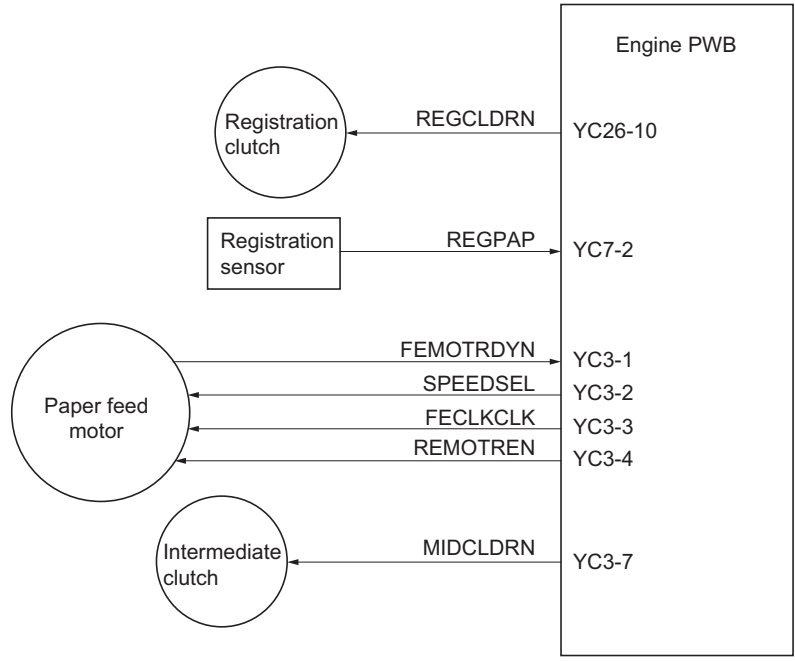 Engine PWB
Registration
clutch
REGCLDRN
YC26-10
Registration
sensor
REGPAP
YC7-2
Paper feed
motor
FEMOTRDYN
YC3-1
SPEEDSEL
YC3-2
FECLKCLK
YC3-3
REMOTREN
YC3-4
Intermediate
clutch
MIDCLDRN
YC3-7